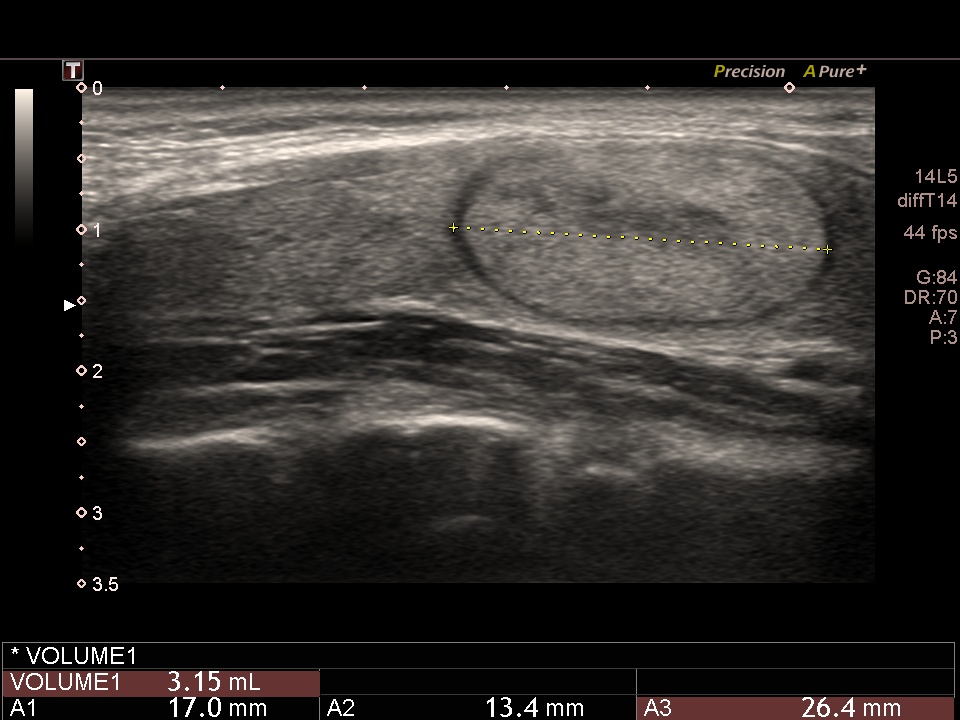 T
Precision A Pure+
0
1
2
3
3.5
14L5
diffT14
44 fps
G:84
DR:70
A:7
P:3
* VOLUME1
VOLUME1 3.15 mL
A1 17.0 mm A2 13.4 mm A3 26.4 mm